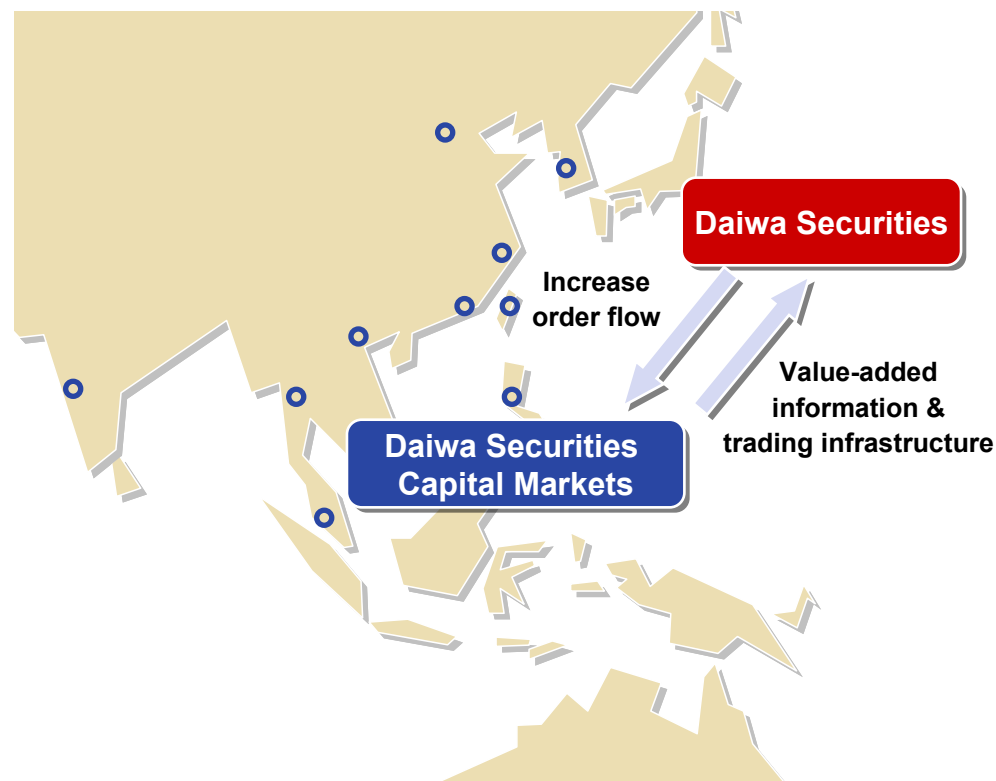 Daiwa Securities
Increase
order flow
Value-added
information &
trading infrastructure
Daiwa Securities
Capital Markets